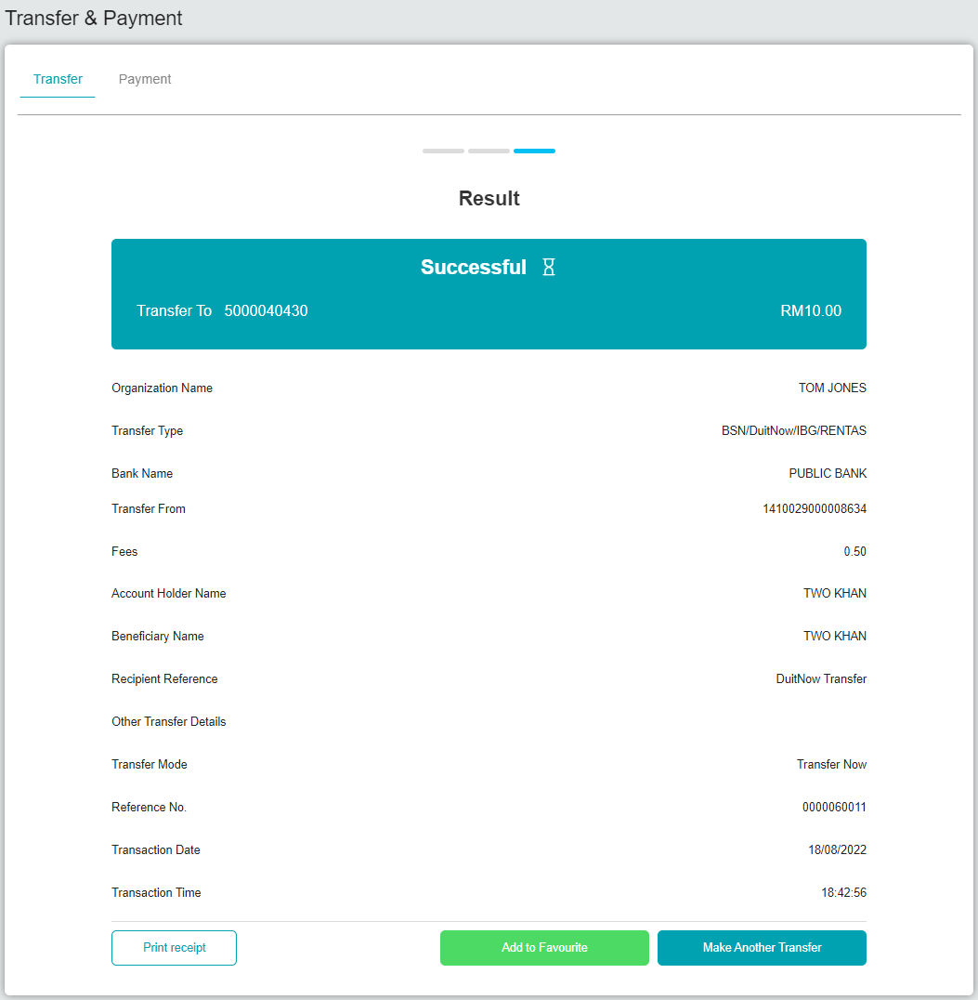 Transfer & Payment
Transfer Payment
Result
Successful
Transfer To 5000040430 RM10.00
Organization Name TOM JONES
Transfer Type BSN/DuitNow/IBG/RENTAS
Bank Name PUBLIC BANK
Transfer From 1410029000008634
Fees 0.50
Account Holder Name TWO KHAN
Beneficiary Name TWO KHAN
Recipient Reference DuitNow Transfer
Other Transfer Details
Transfer Mode Transfer Now
Reference No. 0000060011
Transaction Date 18/08/2022
Transaction Time 18:42:56
Print receipt Add to Favourite Make Another Transfer